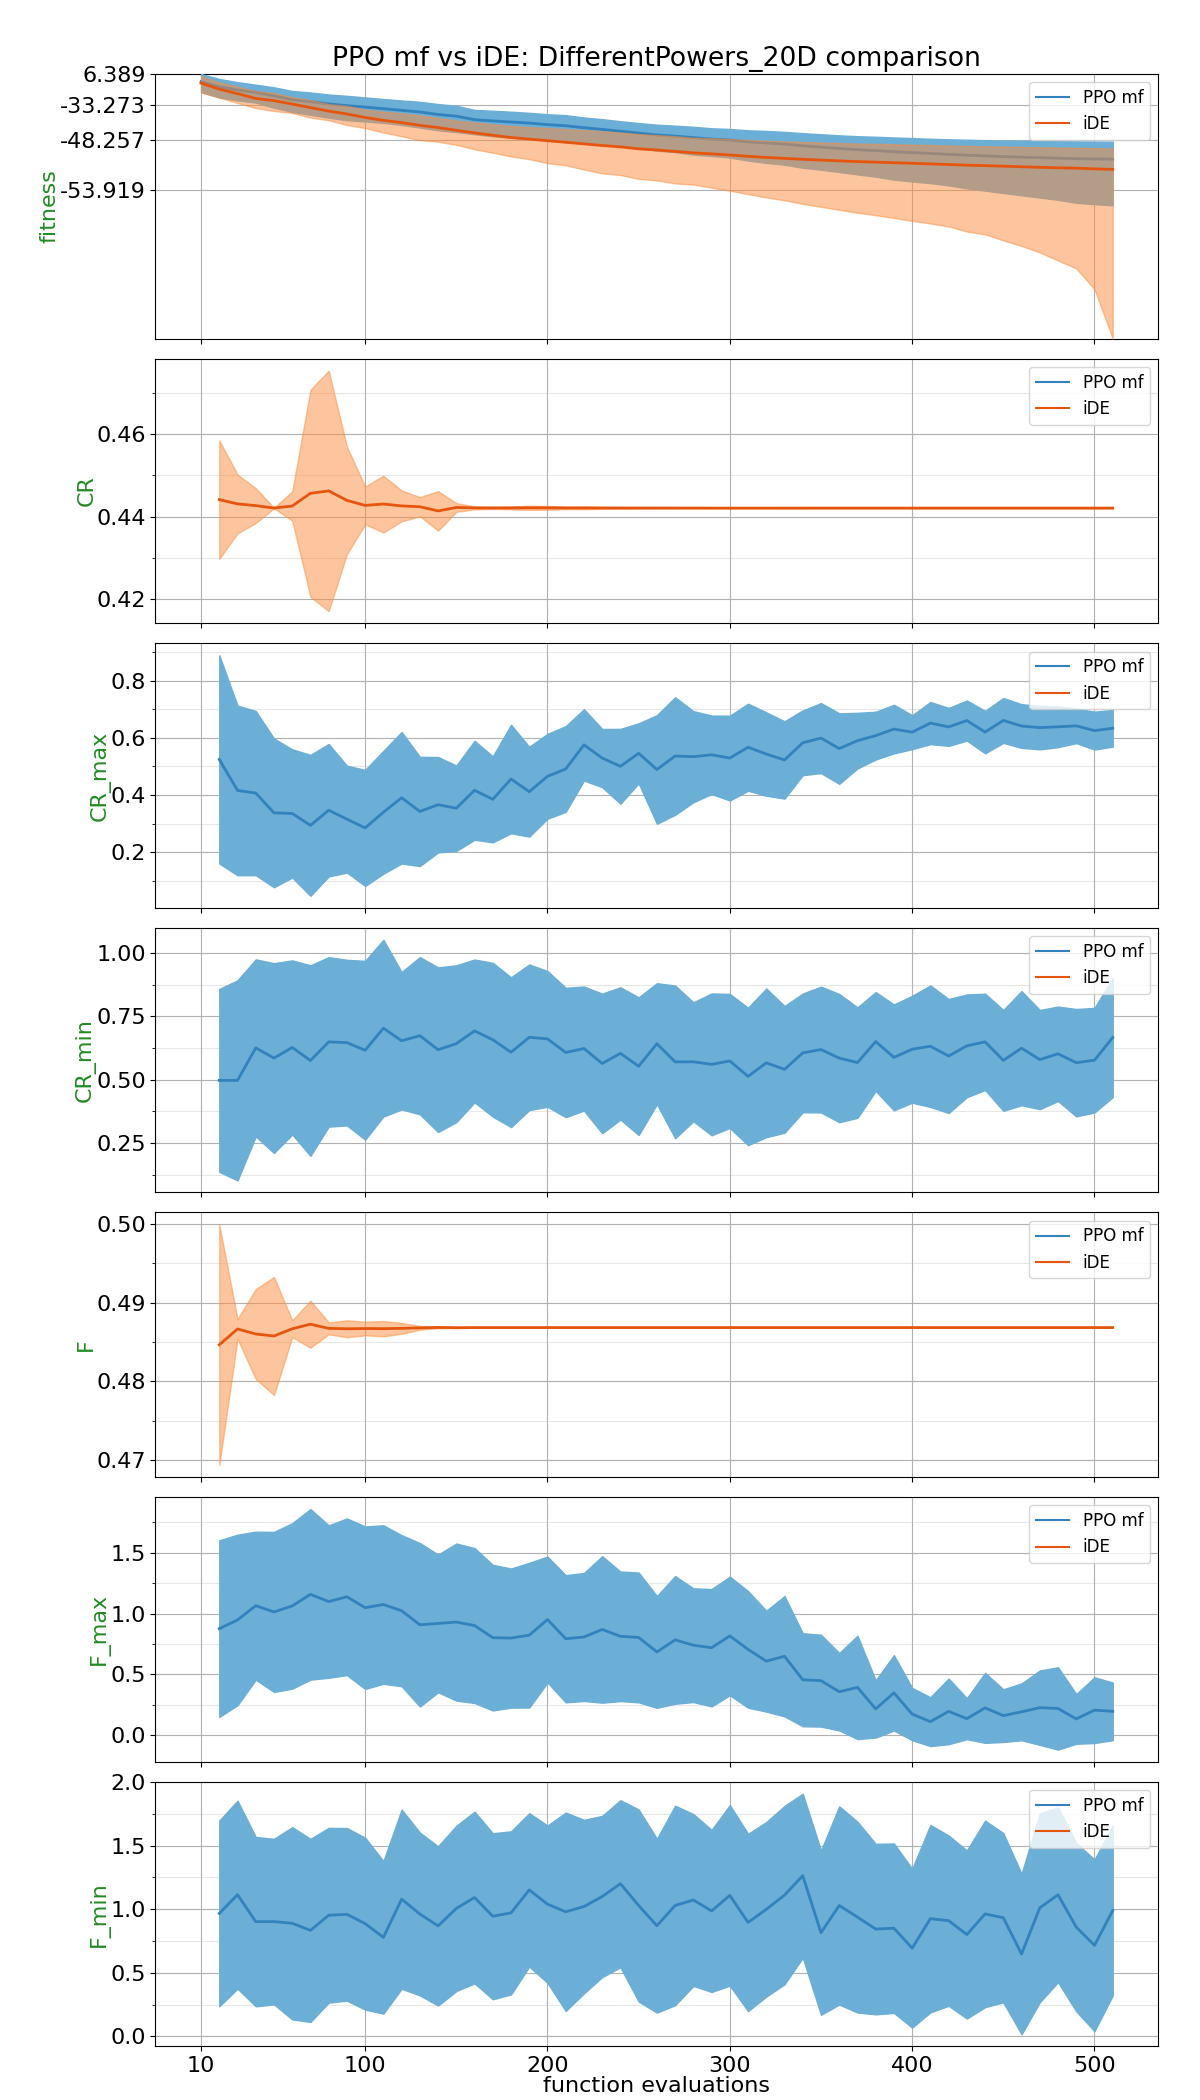 PPO mf vs iDE: DifferentPowers_20D comparison
6.389
-33.273
-48.257
-53.919
fitness
PPO mf
iDE
0.46
0.44
0.42
CR
PPO mf
iDE
0.8
0.6
0.4
0.2
CR_max
PPO mf
iDE
1.00
0.75
0.50
0.25
CR_min
PPO mf
iDE
0.50
0.49
0.48
0.47
F
PPO mf
iDE
1.5
1.0
0.5
0.0
F_max
PPO mf
iDE
2.0
1.5
1.0
0.5
0.0
F_min
PPO mf
iDE
10 100 200 300 400 500
function evaluations